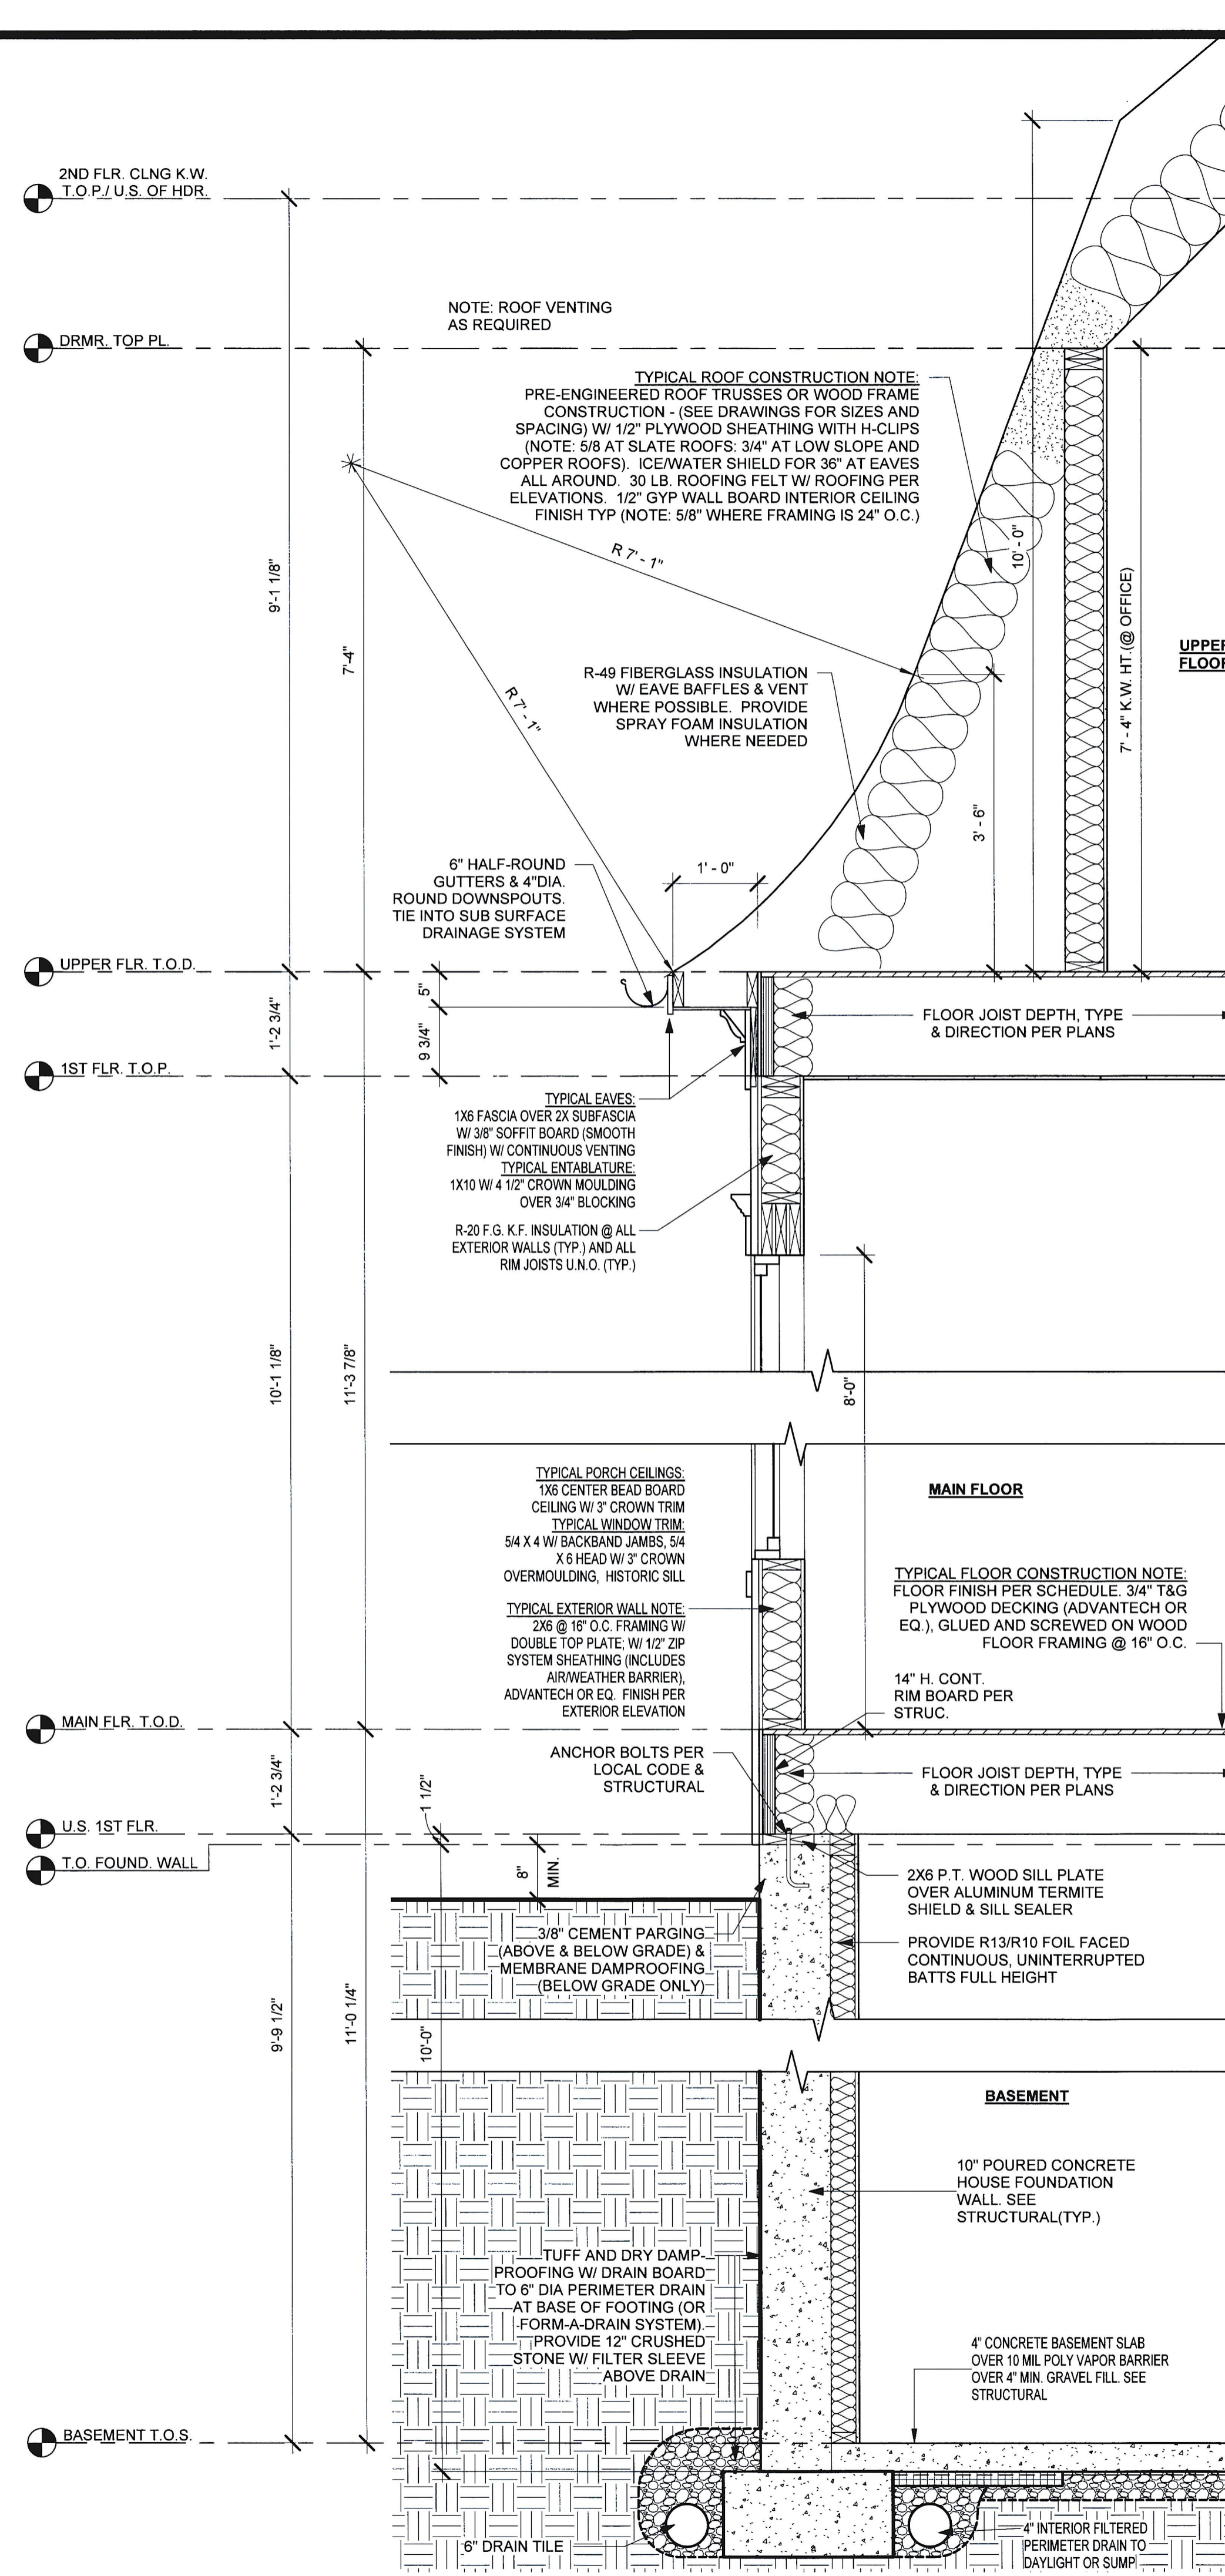 2ND FLR. CLNG K.W.
T.O.P./ U.S. OF HDR.
NOTE: ROOF VENTING
AS REQUIRED
DRMR. TOP PL.
TYPICAL ROOF CONSTRUCTION NOTE:
PRE-ENGINEERED ROOF TRUSSES OR WOOD FRAME
CONSTRUCTION - (SEE DRAWINGS FOR SIZES AND
SPACING) W/ 1/2" PLYWOOD SHEATHING WITH H-CLIPS
(NOTE: 5/8 AT SLATE ROOFS: 3/4" AT LOW SLOPE AND
COPPER ROOFS). ICE/WATER SHIELD FOR 36" AT EAVES
ALL AROUND. 30 LB. ROOFING FELT W/ ROOFING PER
ELEVATIONS. 1/2" GYP WALL BOARD INTERIOR CEILING
FINISH TYP (NOTE: 5/8" WHERE FRAMING IS 24" O.C.)
10' - 0"
R 7' - 1"
9'-1 1/8"
7'-4"
7' - 4" K.W. HT.(@ OFFICE)
UPPER
FLOOR
R-49 FIBERGLASS INSULATION
W/ EAVE BAFFLES & VENT
WHERE POSSIBLE. PROVIDE
SPRAY FOAM INSULATION
WHERE NEEDED
R 7' - 1"
3' - 6"
6" HALF-ROUND
GUTTERS & 4"DIA.
ROUND DOWNSPOUTS.
TIE INTO SUB SURFACE
DRAINAGE SYSTEM
1' - 0"
UPPER FLR. T.O.D.
5"
1'-2 3/4"
9 3/4"
FLOOR JOIST DEPTH, TYPE
& DIRECTION PER PLANS
1ST FLR. T.O.P.
TYPICAL EAVES:
1X6 FASCIA OVER 2X SUBFASCIA
W/ 3/8" SOFFIT BOARD (SMOOTH
FINISH) W/ CONTINUOUS VENTING
TYPICAL ENTABLATURE:
1X10 W/ 4 1/2" CROWN MOULDING
OVER 3/4" BLOCKING
R-20 F.G. K.F. INSULATION @ ALL
EXTERIOR WALLS (TYP.) AND ALL
RIM JOISTS U.N.O. (TYP.)
10'-1 1/8"
11'-3 7/8"
8'-0"
TYPICAL PORCH CEILINGS:
1X6 CENTER BEAD BOARD
CEILING W/ 3" CROWN TRIM
TYPICAL WINDOW TRIM:
5/4 X 4 W/ BACKBAND JAMBS, 5/4
X 6 HEAD W/ 3" CROWN
OVERMOULDING, HISTORIC SILL
MAIN FLOOR
TYPICAL EXTERIOR WALL NOTE:
2X6 @ 16" O.C. FRAMING W/
DOUBLE TOP PLATE; W/ 1/2" ZIP
SYSTEM SHEATHING (INCLUDES
AIR/WEATHER BARRIER),
ADVANTECH OR EQ. FINISH PER
EXTERIOR ELEVATION
TYPICAL FLOOR CONSTRUCTION NOTE:
FLOOR FINISH PER SCHEDULE. 3/4" T&G
PLYWOOD DECKING (ADVANTECH OR
EQ.), GLUED AND SCREWED ON WOOD
FLOOR FRAMING @ 16" O.C.
14" H. CONT.
RIM BOARD PER
STRUC.
MAIN FLR. T.O.D.
ANCHOR BOLTS PER
LOCAL CODE &
STRUCTURAL
FLOOR JOIST DEPTH, TYPE
& DIRECTION PER PLANS
1'-2 3/4"
1 1/2"
U.S. 1ST FLR.
T.O. FOUND. WALL
8"
MIN.
2X6 P.T. WOOD SILL PLATE
OVER ALUMINUM TERMITE
SHIELD & SILL SEALER
3/8" CEMENT PARGING
(ABOVE & BELOW GRADE) &
MEMBRANE DAMPROOFING
(BELOW GRADE ONLY)
PROVIDE R13/R10 FOIL FACED
CONTINUOUS, UNINTERRUPTED
BATTS FULL HEIGHT
9'-9 1/2"
11'-0 1/4"
10'-0"
BASEMENT
10" POURED CONCRETE
HOUSE FOUNDATION
WALL. SEE
STRUCTURAL(TYP.)
TUFF AND DRY DAMP-
PROOFING W/ DRAIN BOARD
TO 6" DIA PERIMETER DRAIN
AT BASE OF FOOTING (OR
FORM-A-DRAIN SYSTEM).
PROVIDE 12" CRUSHED
STONE W/ FILTER SLEEVE
ABOVE DRAIN
4" CONCRETE BASEMENT SLAB
OVER 10 MIL POLY VAPOR BARRIER
OVER 4" MIN. GRAVEL FILL. SEE
STRUCTURAL
BASEMENT T.O.S.
6" DRAIN TILE
4" INTERIOR FILTERED
PERIMETER DRAIN TO
DAYLIGHT OR SUMP